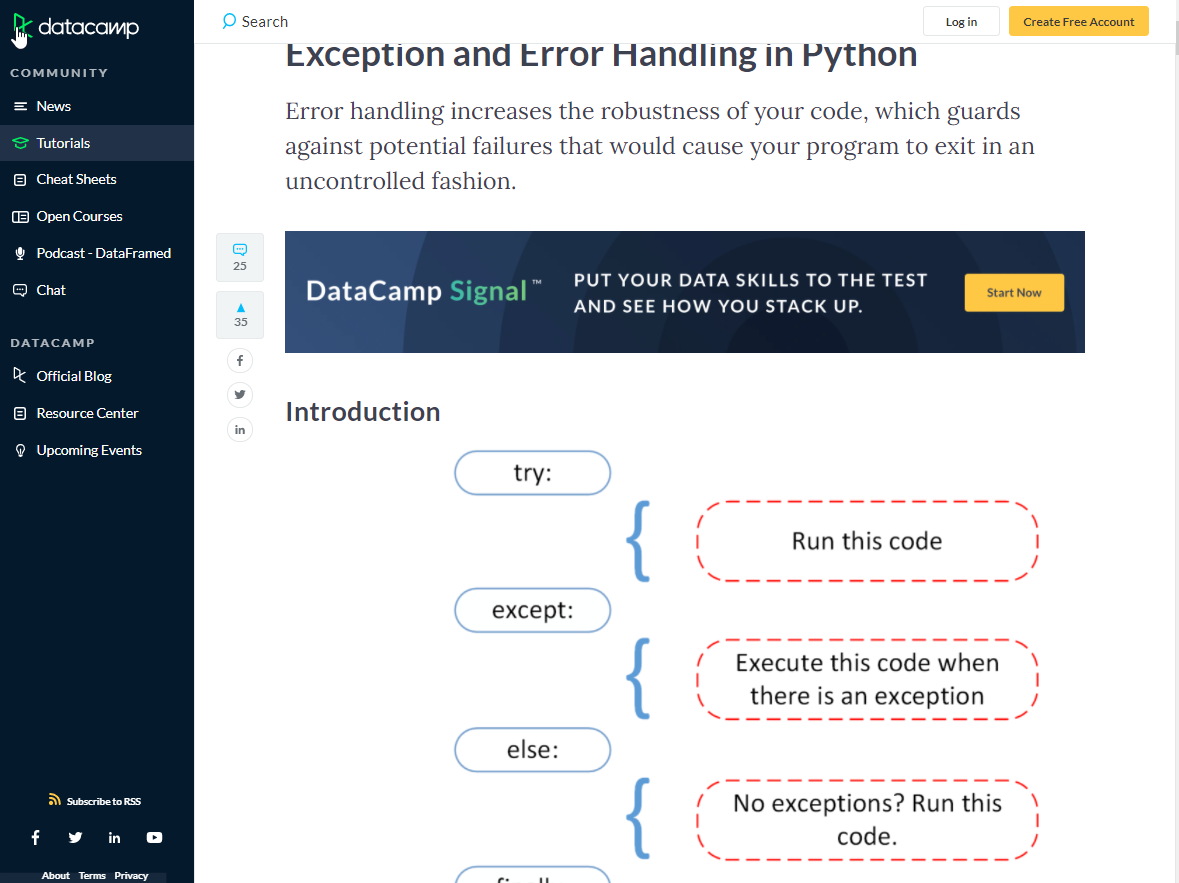 datacamp
COMMUNITY
News
Tutorials
Cheat Sheets
Open Courses
Podcast - DataFramed
Chat
DATACAMP
Official Blog
Resource Center
Upcoming Events
Subscribe to RSS
About Terms Privacy
Search
Log in
Create Free Account
Exception and Error Handling in Python
Error handling increases the robustness of your code, which guards
against potential failures that would cause your program to exit in an
uncontrolled fashion.
25
35
DataCamp Signal™
PUT YOUR DATA SKILLS TO THE TEST
AND SEE HOW YOU STACK UP.
Start Now
Introduction
try:
Run this code
except:
Execute this code when
there is an exception
else:
No exceptions? Run this
code.